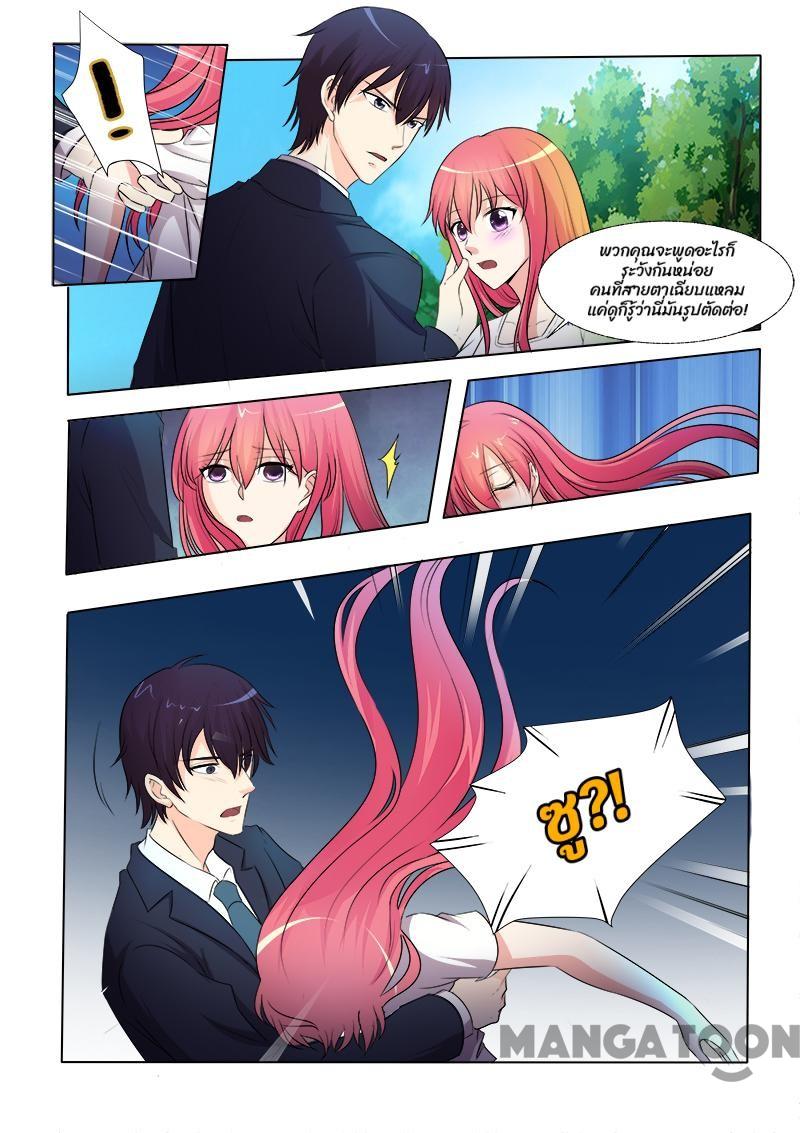 !
พวกคุณจะพูดอะไรก็
ระวังกันหน่อย
คนที่สายตาเฉียบแหลม
แค่ดูก็รู้ว่านี่มันรูปตัดต่อ!
ซู?!
MANGATOON